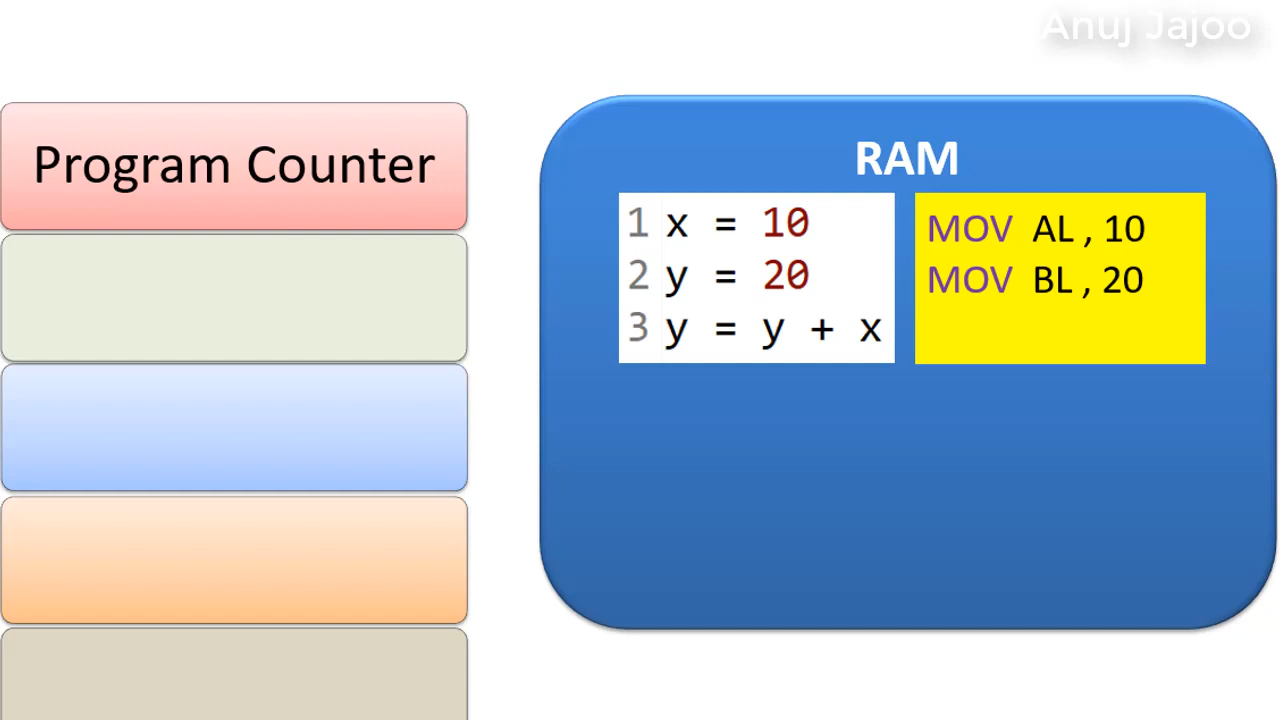 Anuj Jajoo
Program Counter
RAM
1 x = 10
2 y = 20
3 y = y + x
MOV AL , 10
MOV BL , 20